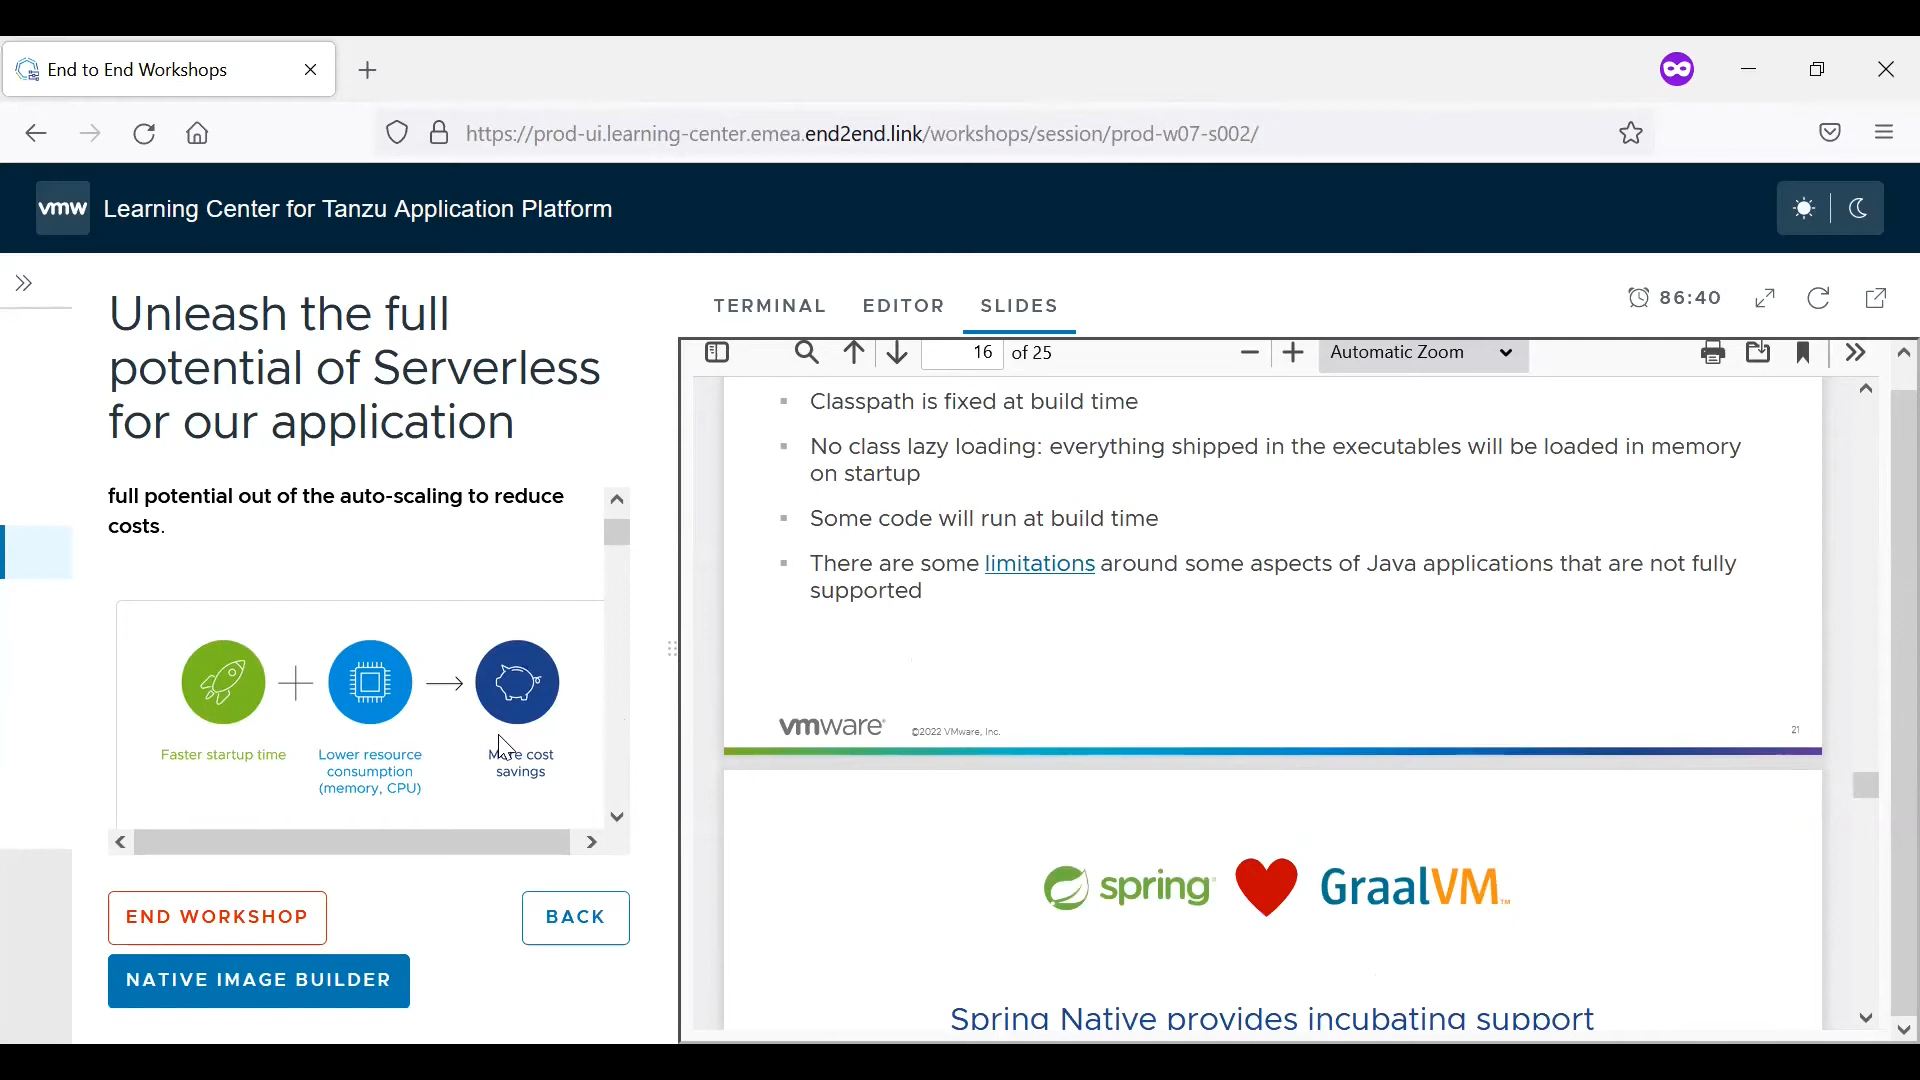 End to End Workshops
https://prod-ui.learning-center.emea.end2end.link/workshops/session/prod-w07-s002/
vmw Learning Center for Tanzu Application Platform
Unleash the full
potential of Serverless
for our application
full potential out of the auto-scaling to reduce
costs.
Faster startup time
Lower resource
consumption
(memory, CPU)
More cost
savings
END WORKSHOP
BACK
NATIVE IMAGE BUILDER
TERMINAL EDITOR SLIDES
86:40
16 of 25
Automatic Zoom
▪ Classpath is fixed at build time
▪ No class lazy loading: everything shipped in the executables will be loaded in memory
on startup
▪ Some code will run at build time
▪ There are some limitations around some aspects of Java applications that are not fully
supported
vmware® ©2022 VMware, Inc.
21
spring® GraalVM™
Spring Native provides incubating support